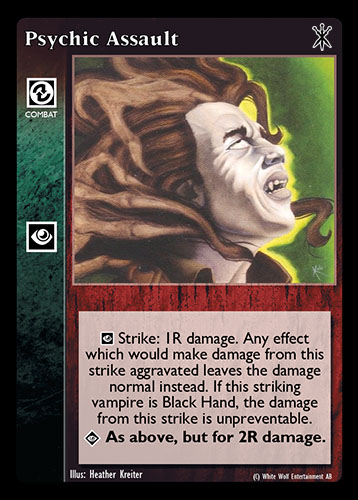 Psychic Assault
COMBAT
Strike: 1R damage. Any effect
which would make damage from this
strike aggravated leaves the damage
normal instead. If this striking
vampire is Black Hand, the damage
from this strike is unpreventable.
As above, but for 2R damage.
Illus: Heather Kreiter
(C) White Wolf Entertainment AB